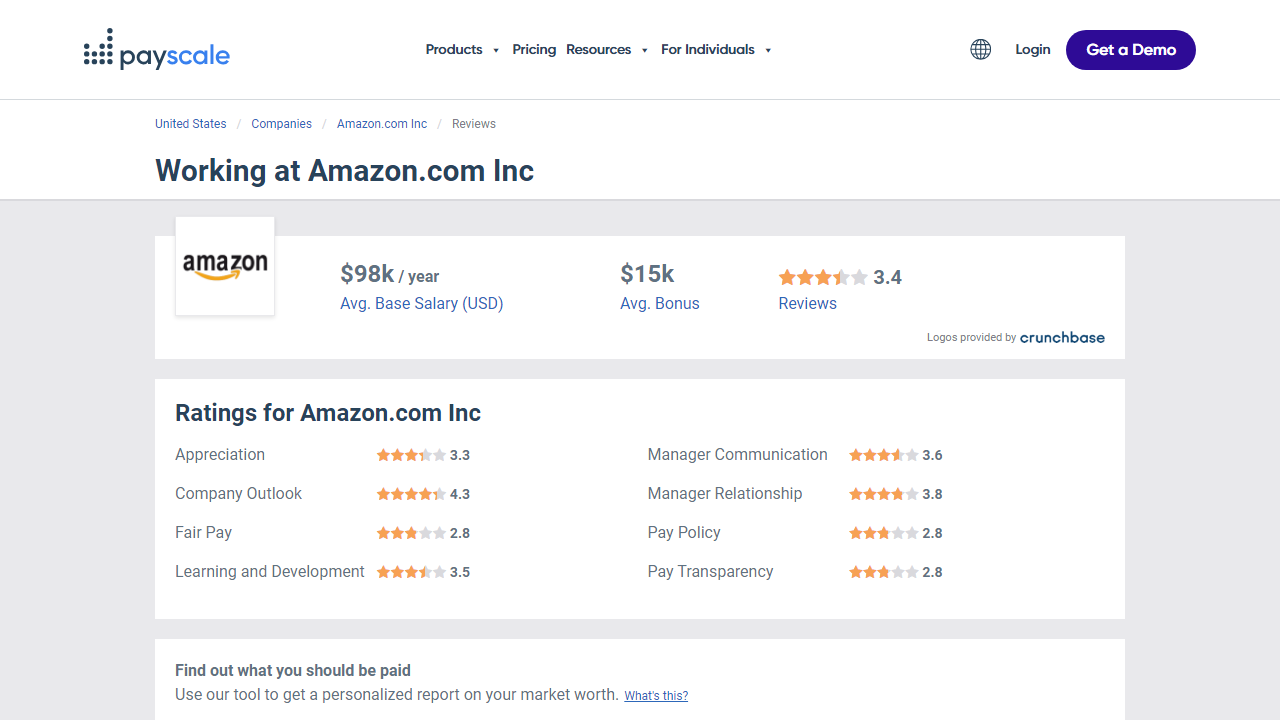 payscale
Products Pricing Resources For Individuals
Login
Get a Demo
United States / Companies / Amazon.com Inc / Reviews
Working at Amazon.com Inc
amazon
$98k / year
Avg. Base Salary (USD)
$15k
Avg. Bonus
3.4
Reviews
Logos provided by crunchbase
Ratings for Amazon.com Inc
Appreciation 3.3
Company Outlook 4.3
Fair Pay 2.8
Learning and Development 3.5
Manager Communication 3.6
Manager Relationship 3.8
Pay Policy 2.8
Pay Transparency 2.8
Find out what you should be paid
Use our tool to get a personalized report on your market worth. What's this?